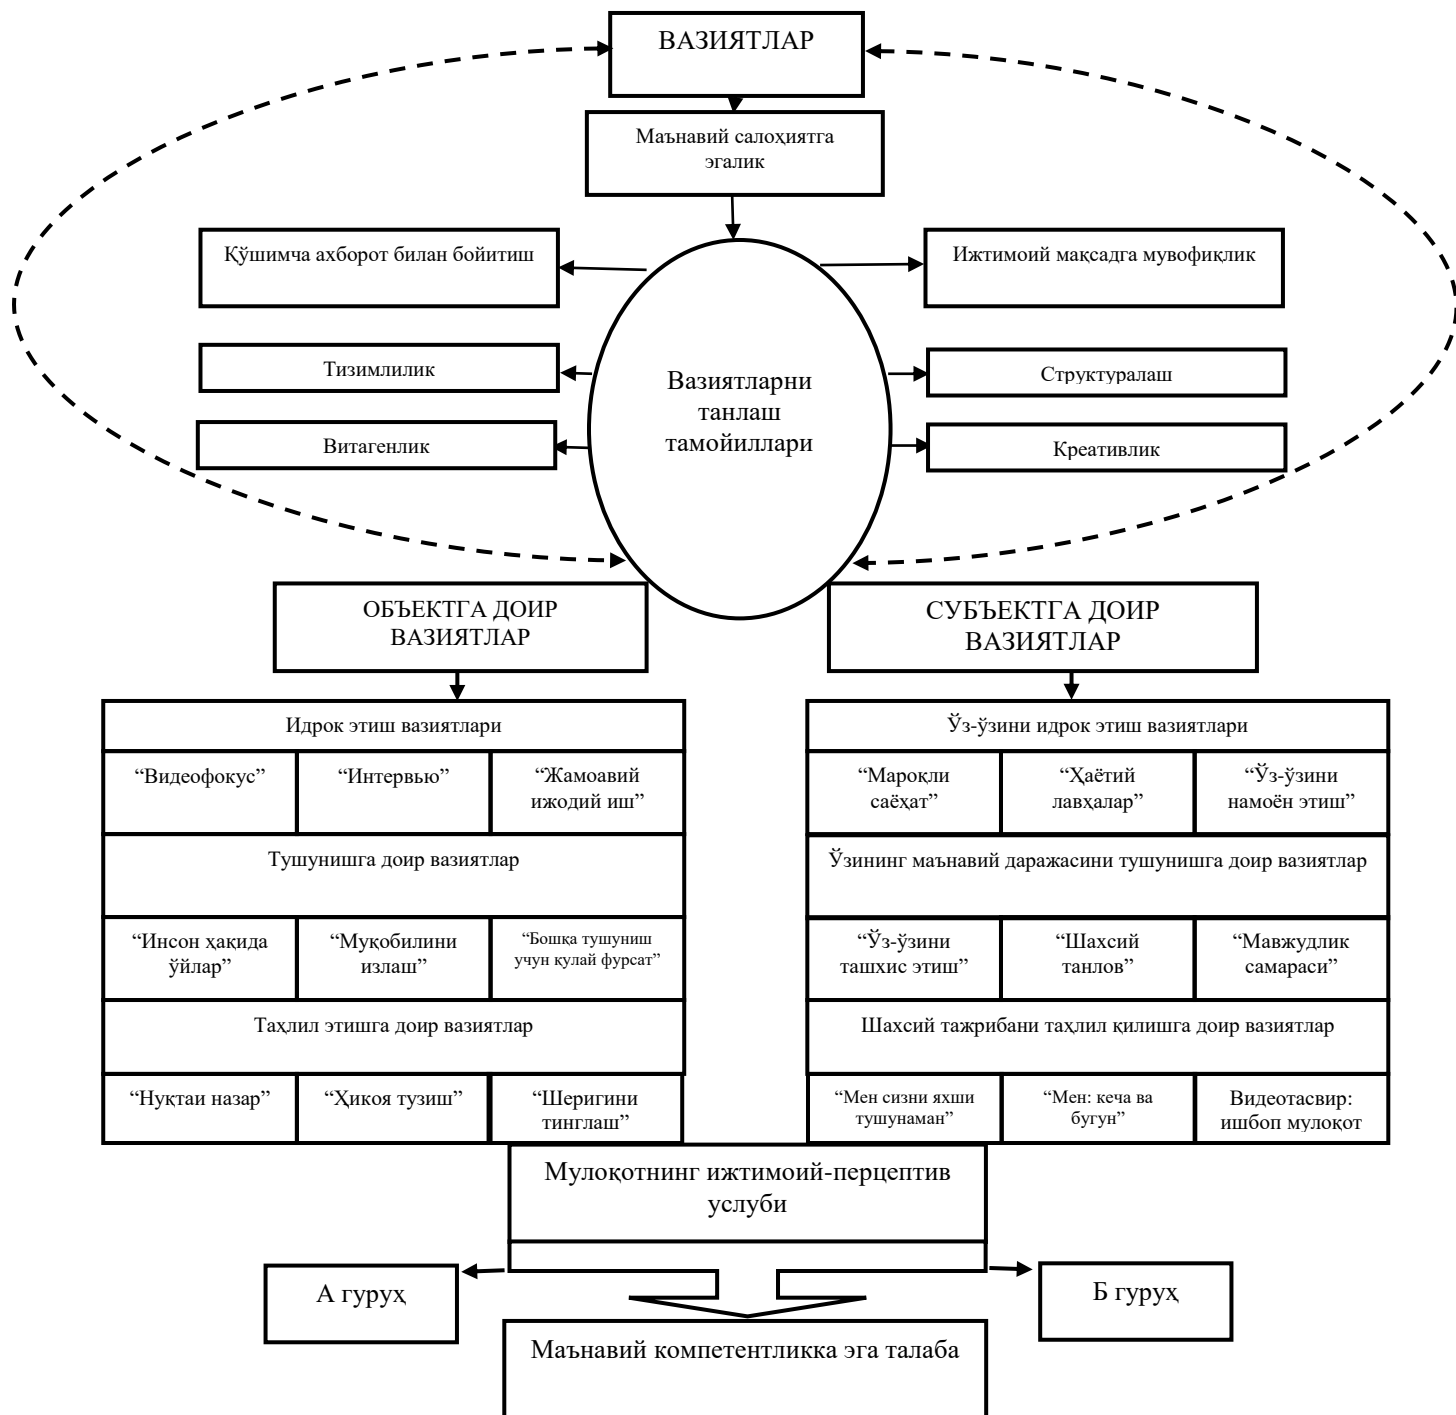 ВАЗИЯТЛАР
Маънавий салоҳиятга
эгалик
Қўшимча ахборот билан бойитиш
Ижтимоий мақсадга мувофиқлик
Тизимлилик
Структуралаш
Витагенлик
Креативлик
Вазиятларни
танлаш
тамойиллари
ОБЪЕКТГА ДОИР
ВАЗИЯТЛАР
СУБЪЕКТГА ДОИР
ВАЗИЯТЛАР
Идрок этиш вазиятлари
“Видеофокус”
“Интервью”
“Жамоавий
ижодий иш”
Тушунишга доир вазиятлар
“Инсон ҳақида
ўйлар”
“Муқобилини
излаш”
“Бошқа тушуниш
учун қулай фурсат”
Таҳлил этишга доир вазиятлар
“Нуқтаи назар”
“Ҳикоя тузиш”
“Шеригини
тинглаш”
Ўз-ўзини идрок этиш вазиятлари
“Мароқли
саёҳат”
“Ҳаётий
лавҳалар”
“Ўз-ўзини
намоён этиш”
Ўзининг маънавий даражасини тушунишга доир вазиятлар
“Ўз-ўзини
ташхис этиш”
“Шахсий
танлов”
“Мавжудлик
самараси”
Шахсий тажрибани таҳлил қилишга доир вазиятлар
“Мен сизни яхши
тушунаман”
“Мен: кеча ва
бугун”
Видеотасвир:
ишбоп мулоқот
Мулоқотнинг ижтимоий-перцептив
услуби
А гуруҳ
Б гуруҳ
Маънавий компетентликка эга талаба